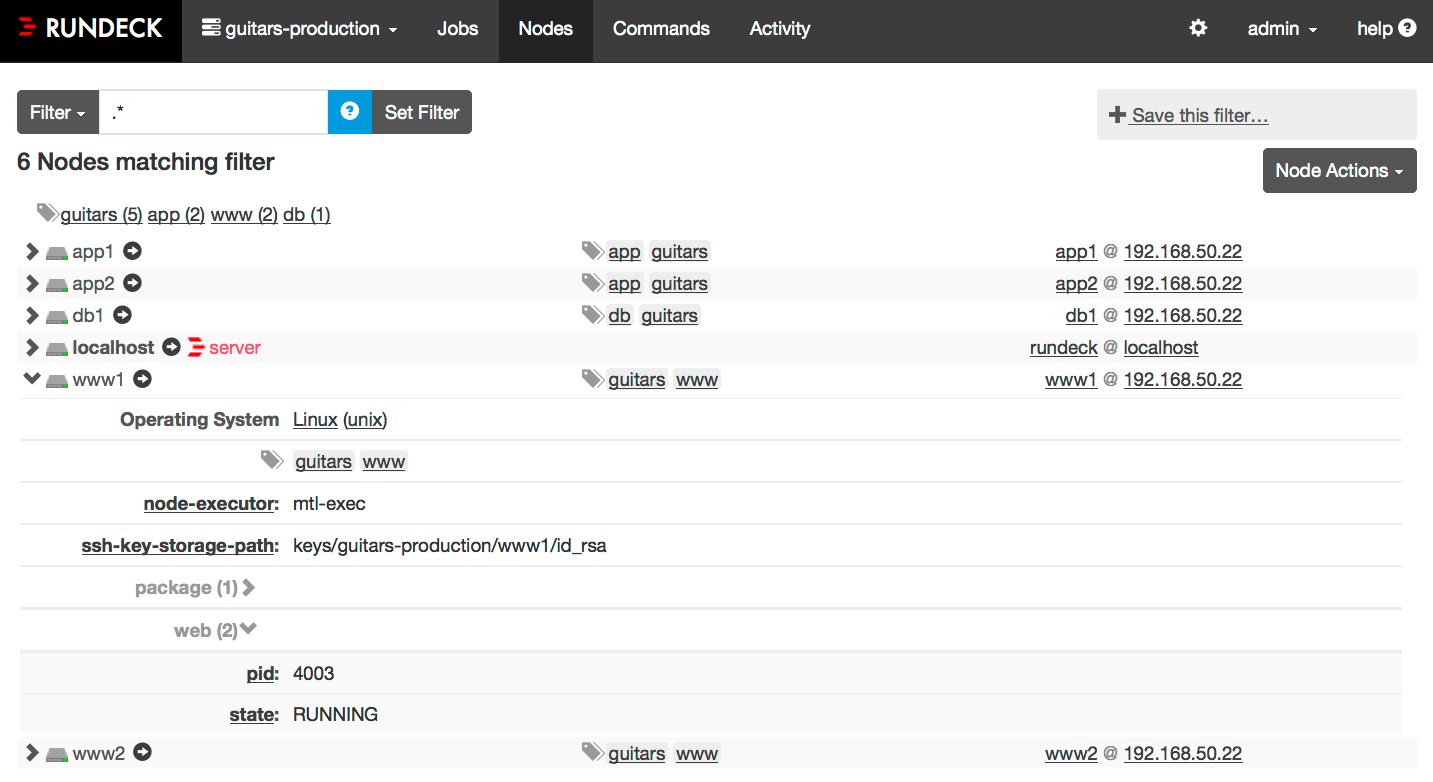 RUNDECK guitars-production Jobs Nodes Commands Activity admin help ?
Filter .* ? Set Filter Save this filter...
6 Nodes matching filter
Node Actions
guitars (5) app (2) www (2) db (1)
app1 app guitars app1 @ 192.168.50.22
app2 app guitars app2 @ 192.168.50.22
db1 db guitars db1 @ 192.168.50.22
localhost server rundeck @ localhost
www1 guitars www www1 @ 192.168.50.22
Operating System Linux (unix)
guitars www
node-executor: mtl-exec
ssh-key-storage-path: keys/guitars-production/www1/id_rsa
package (1)
web (2)
pid: 4003
state: RUNNING
www2 guitars www www2 @ 192.168.50.22